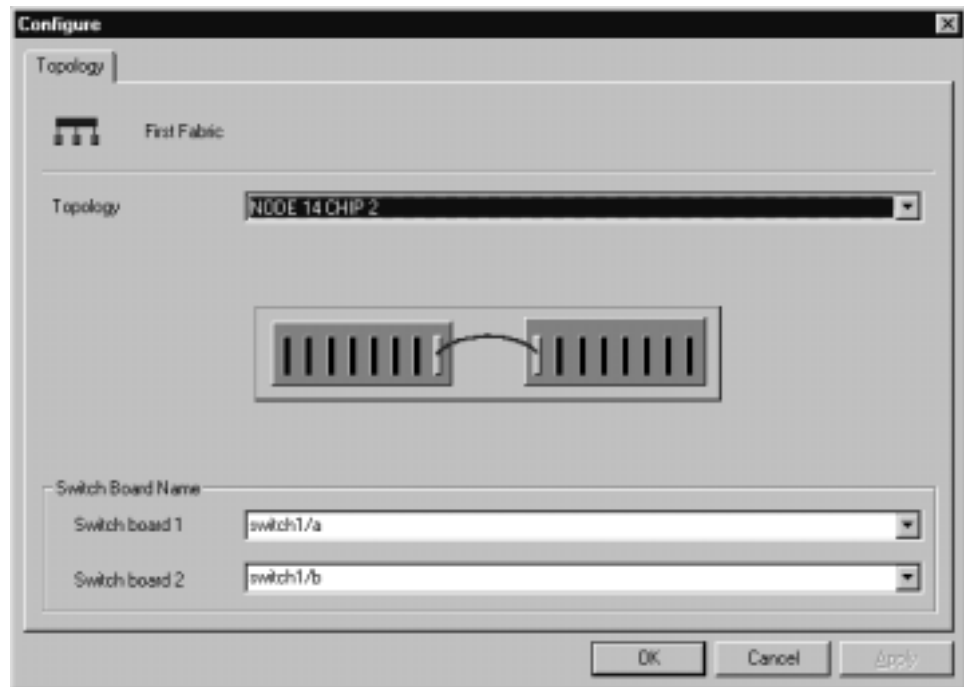 Configure
Topology
First Fabric
Topology
NODE 14 CHIP 2
Switch Board Name
Switch board 1
switch1/a
Switch board 2
switch1/b
OK
Cancel
Apply